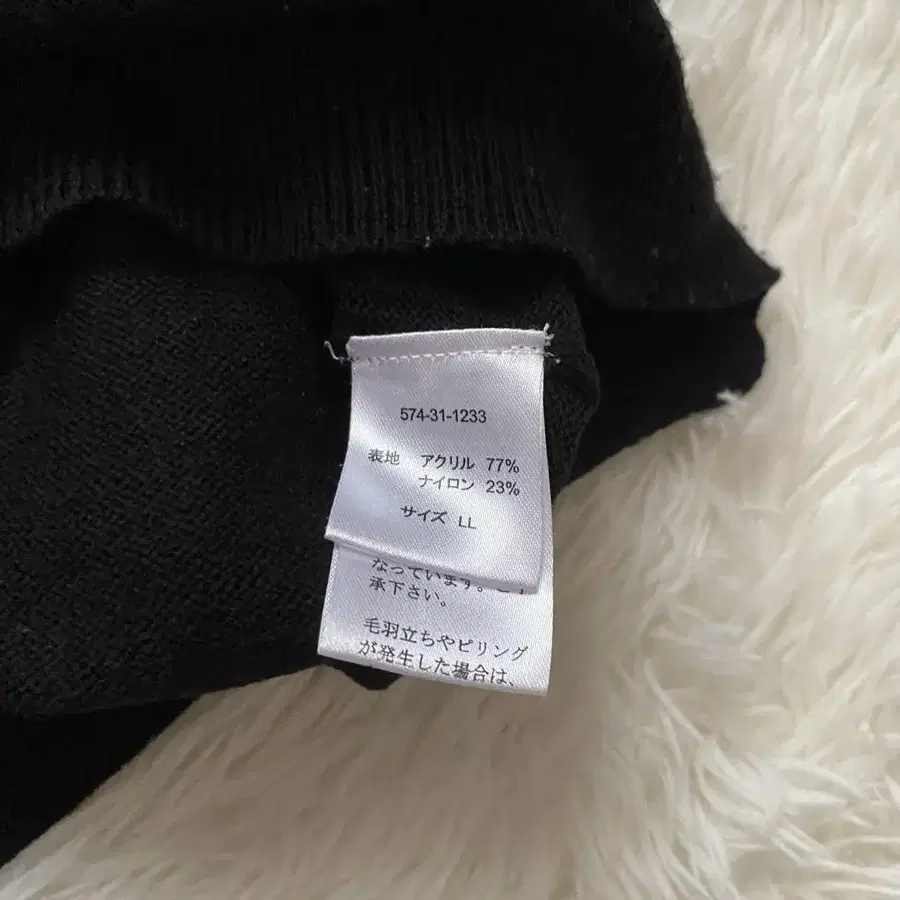 574-31-1233
表地 アクリル 77%
ナイロン 23%
サイズ LL
なっています。
承下さい。
毛羽立ちやピリング
が発生した場合は、